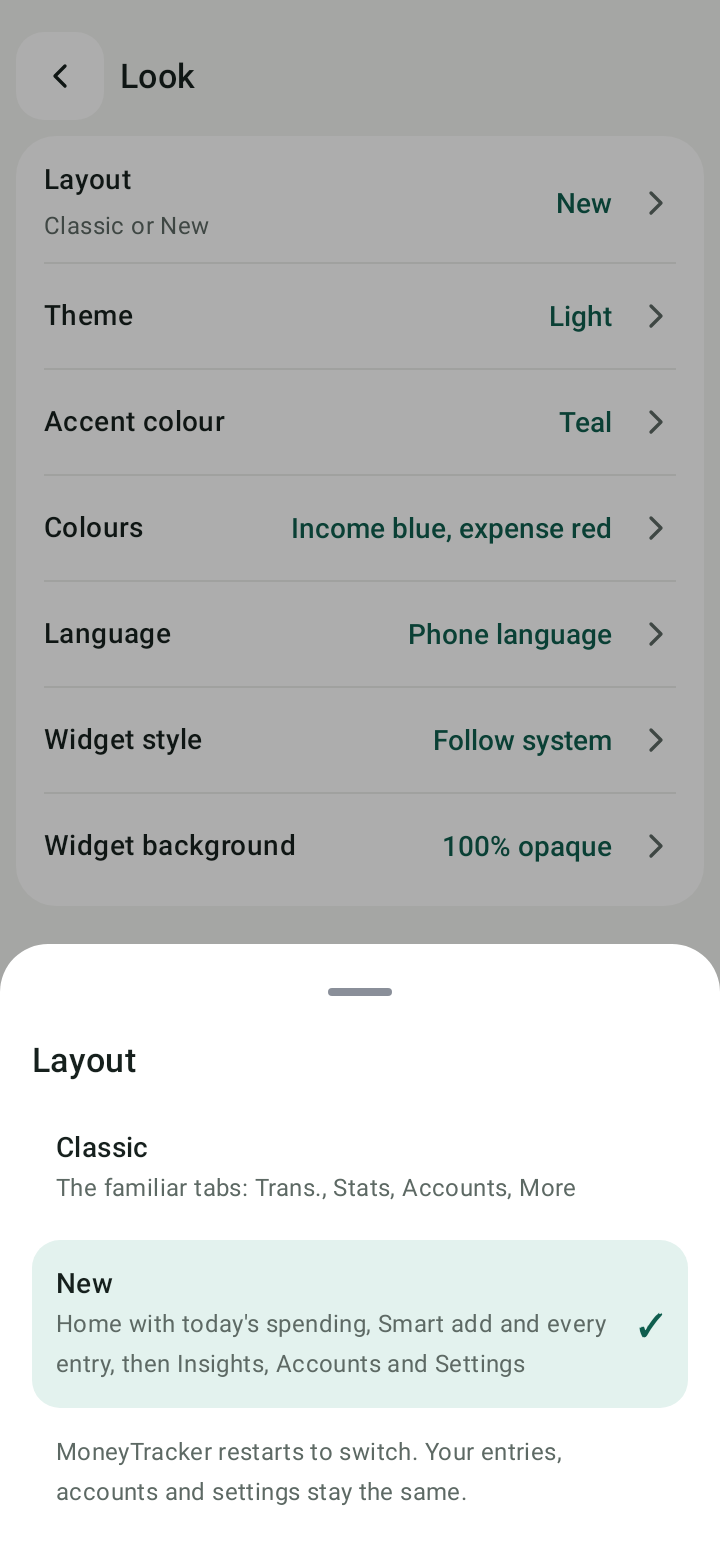 Look
Layout
Classic or New
New
Theme
Light
Accent colour
Teal
Colours
Income blue, expense red
Language
Phone language
Widget style
Follow system
Widget background
100% opaque
Layout
Classic
The familiar tabs: Trans., Stats, Accounts, More
New
Home with today's spending, Smart add and every
entry, then Insights, Accounts and Settings
✓
MoneyTracker restarts to switch. Your entries,
accounts and settings stay the same.